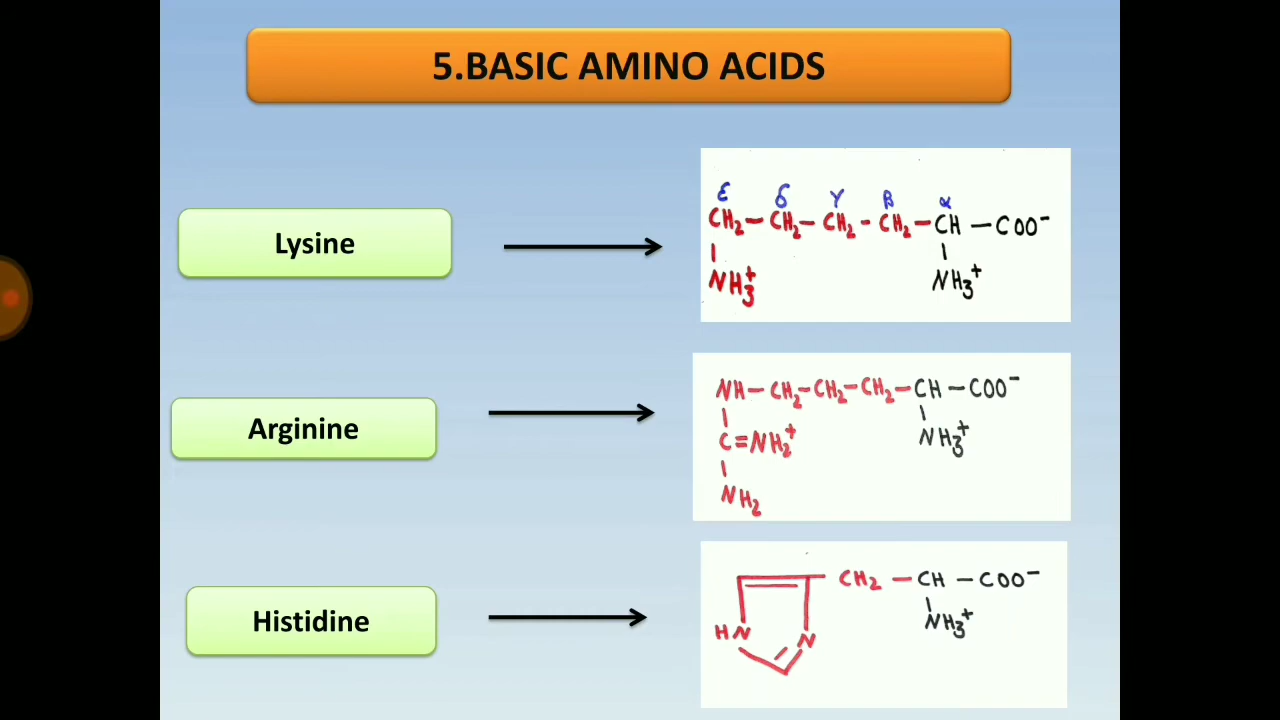 5.BASIC AMINO ACIDS
Lysine
ε δ γ β α
CH₂—CH₂—CH₂-CH₂—CH—COO⁻
NH₃⁺ NH₃⁺
Arginine
NH—CH₂—CH₂—CH₂—CH—COO⁻
C=NH₂⁺ NH₃⁺
NH₂
Histidine
CH₂—CH—COO⁻
HN N NH₃⁺